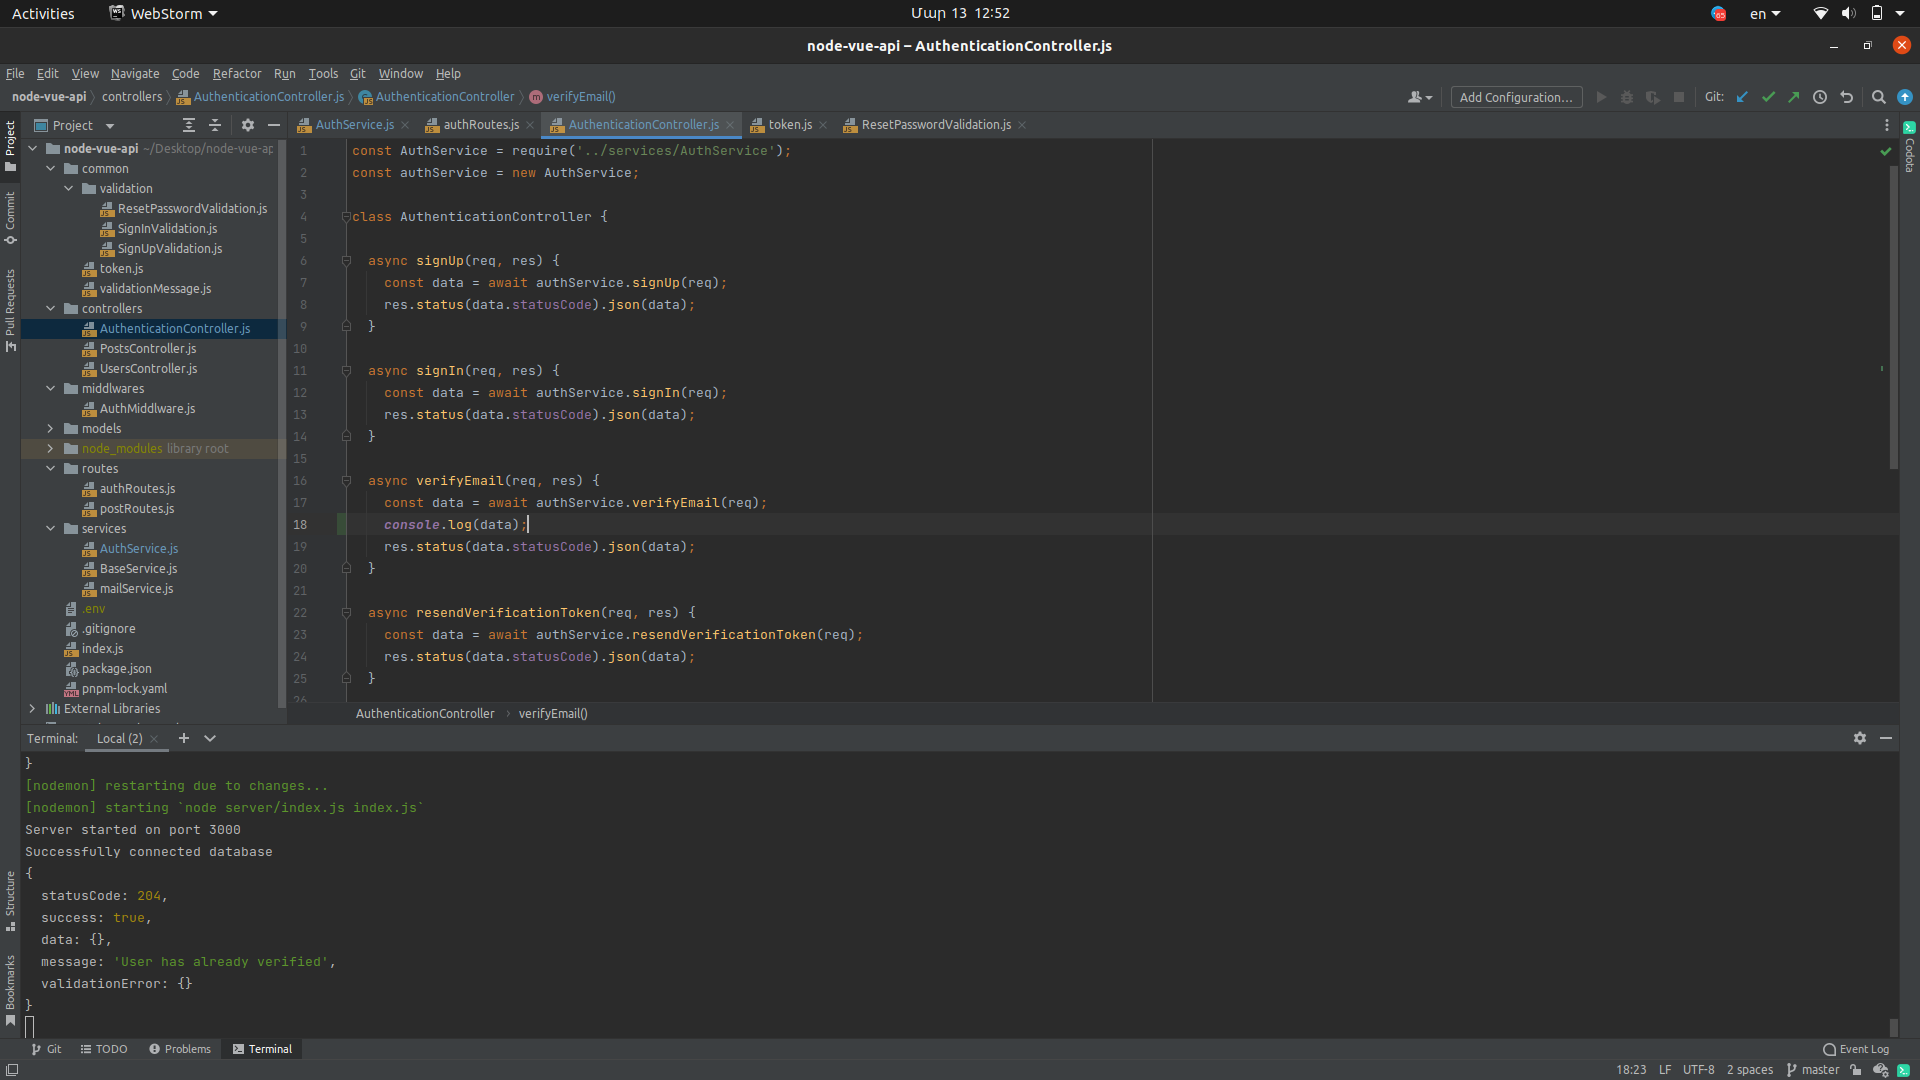 Activities WebStorm Մար 13 12:52 65 en
node-vue-api – AuthenticationController.js
File Edit View Navigate Code Refactor Run Tools Git Window Help
node-vue-api controllers AuthenticationController.js AuthenticationController verifyEmail() Add Configuration... Git:
Project AuthService.js authRoutes.js AuthenticationController.js token.js ResetPasswordValidation.js
Project
Commit
Pull Requests
Structure
Bookmarks
Codota
node-vue-api ~/Desktop/node-vue-ap
common
validation
ResetPasswordValidation.js
SignInValidation.js
SignUpValidation.js
token.js
validationMessage.js
controllers
AuthenticationController.js
PostsController.js
UsersController.js
middlwares
AuthMiddlware.js
models
node_modules library root
routes
authRoutes.js
postRoutes.js
services
AuthService.js
BaseService.js
mailService.js
.env
.gitignore
index.js
package.json
pnpm-lock.yaml
External Libraries
1 const AuthService = require('../services/AuthService');
2 const authService = new AuthService;
3
4 class AuthenticationController {
5
6 async signUp(req, res) {
7 const data = await authService.signUp(req);
8 res.status(data.statusCode).json(data);
9 }
10
11 async signIn(req, res) {
12 const data = await authService.signIn(req);
13 res.status(data.statusCode).json(data);
14 }
15
16 async verifyEmail(req, res) {
17 const data = await authService.verifyEmail(req);
18 console.log(data);
19 res.status(data.statusCode).json(data);
20 }
21
22 async resendVerificationToken(req, res) {
23 const data = await authService.resendVerificationToken(req);
24 res.status(data.statusCode).json(data);
25 }
26
AuthenticationController verifyEmail()
Terminal: Local (2)
}
[nodemon] restarting due to changes...
[nodemon] starting `node server/index.js index.js`
Server started on port 3000
Successfully connected database
{
statusCode: 204,
success: true,
data: {},
message: 'User has already verified',
validationError: {}
}
Git TODO Problems Terminal Event Log
18:23 LF UTF-8 2 spaces master